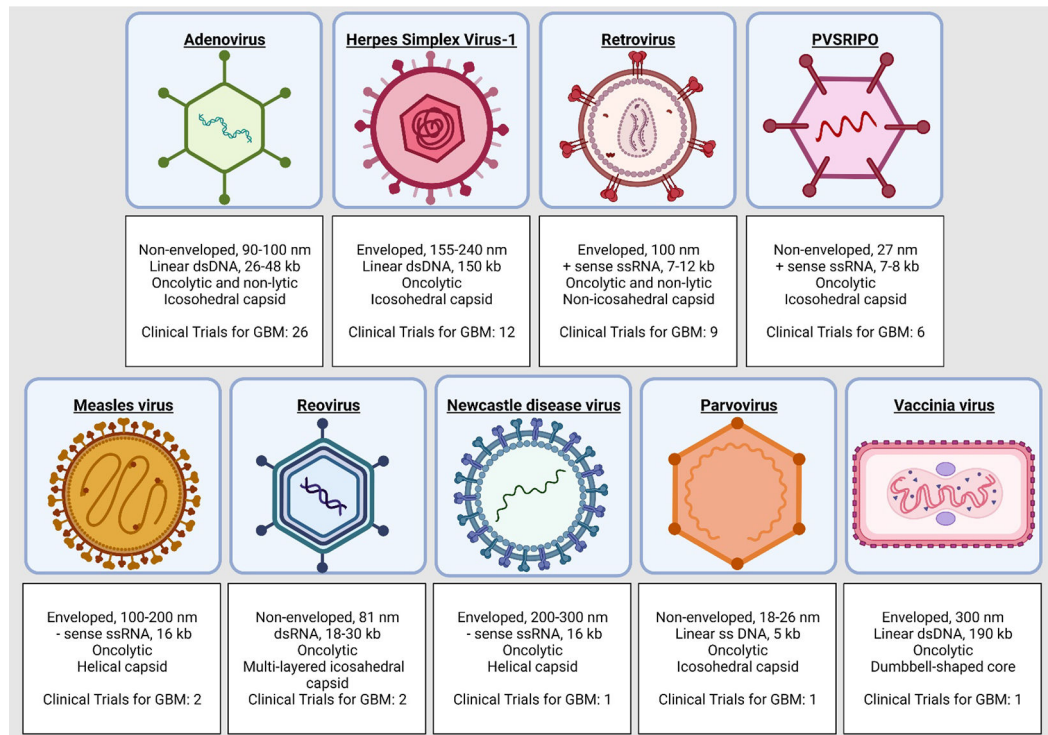 Adenovirus
Non-enveloped, 90-100 nm
Linear dsDNA, 26-48 kb
Oncolytic and non-lytic
Icosohedral capsid
Clinical Trials for GBM: 26
Herpes Simplex Virus-1
Enveloped, 155-240 nm
Linear dsDNA, 150 kb
Oncolytic
Icosohedral capsid
Clinical Trials for GBM: 12
Retrovirus
Enveloped, 100 nm
+ sense ssRNA, 7-12 kb
Oncolytic and non-lytic
Non-icosahedral capsid
Clinical Trials for GBM: 9
PVSRIPO
Non-enveloped, 27 nm
+ sense ssRNA, 7-8 kb
Oncolytic
Icosohedral capsid
Clinical Trials for GBM: 6
Measles virus
Enveloped, 100-200 nm
- sense ssRNA, 16 kb
Oncolytic
Helical capsid
Clinical Trials for GBM: 2
Reovirus
Non-enveloped, 81 nm
dsRNA, 18-30 kb
Oncolytic
Multi-layered icosahedral
capsid
Clinical Trials for GBM: 2
Newcastle disease virus
Enveloped, 200-300 nm
- sense ssRNA, 16 kb
Oncolytic
Helical capsid
Clinical Trials for GBM: 1
Parvovirus
Non-enveloped, 18-26 nm
Linear ss DNA, 5 kb
Oncolytic
Icosohedral capsid
Clinical Trials for GBM: 1
Vaccinia virus
Enveloped, 300 nm
Linear dsDNA, 190 kb
Oncolytic
Dumbbell-shaped core
Clinical Trials for GBM: 1